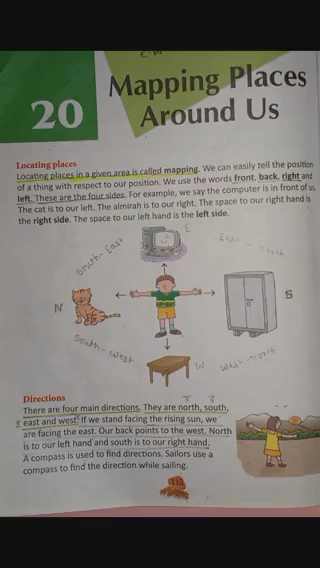 C.W
20
Mapping Places
Around Us
Locating places
Locating places in a given area is called mapping. We can easily tell the position
of a thing with respect to our position. We use the words front, back, right and
left. These are the four sides. For example, we say the computer is in front of us.
The cat is to our left. The almirah is to our right. The space to our right hand is
the right side. The space to our left hand is the left side.
E
South-East
East-north
N
S
South-west
W
West-north
Directions
There are four main directions. They are north, south,
east and west. If we stand facing the rising sun, we
are facing the east. Our back points to the west. North
is to our left hand and south is to our right hand.
A compass is used to find directions. Sailors use a
compass to find the direction while sailing.